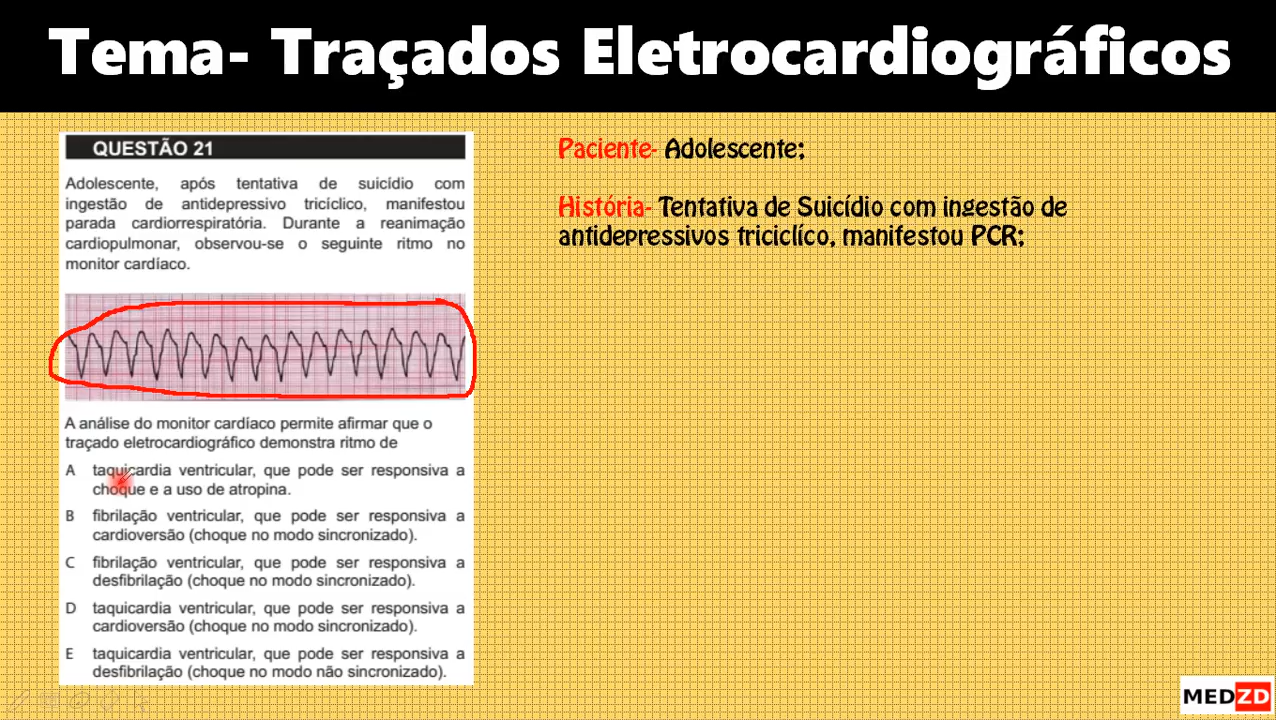 Tema- Traçados Eletrocardiográficos
QUESTÃO 21
Adolescente, após tentativa de suicídio com
ingestão de antidepressivo tricíclico, manifestou
parada cardiorrespiratória. Durante a reanimação
cardiopulmonar, observou-se o seguinte ritmo no
monitor cardíaco.
A análise do monitor cardíaco permite afirmar que o
traçado eletrocardiográfico demonstra ritmo de
A taquicardia ventricular, que pode ser responsiva a
choque e a uso de atropina.
B fibrilação ventricular, que pode ser responsiva a
cardioversão (choque no modo sincronizado).
C fibrilação ventricular, que pode ser responsiva a
desfibrilação (choque no modo sincronizado).
D taquicardia ventricular, que pode ser responsiva a
cardioversão (choque no modo sincronizado).
E taquicardia ventricular, que pode ser responsiva a
desfibrilação (choque no modo não sincronizado).
Paciente- Adolescente;
História- Tentativa de Suicídio com ingestão de
antidepressivos triciclíco, manifestou PCR;
MEDZD